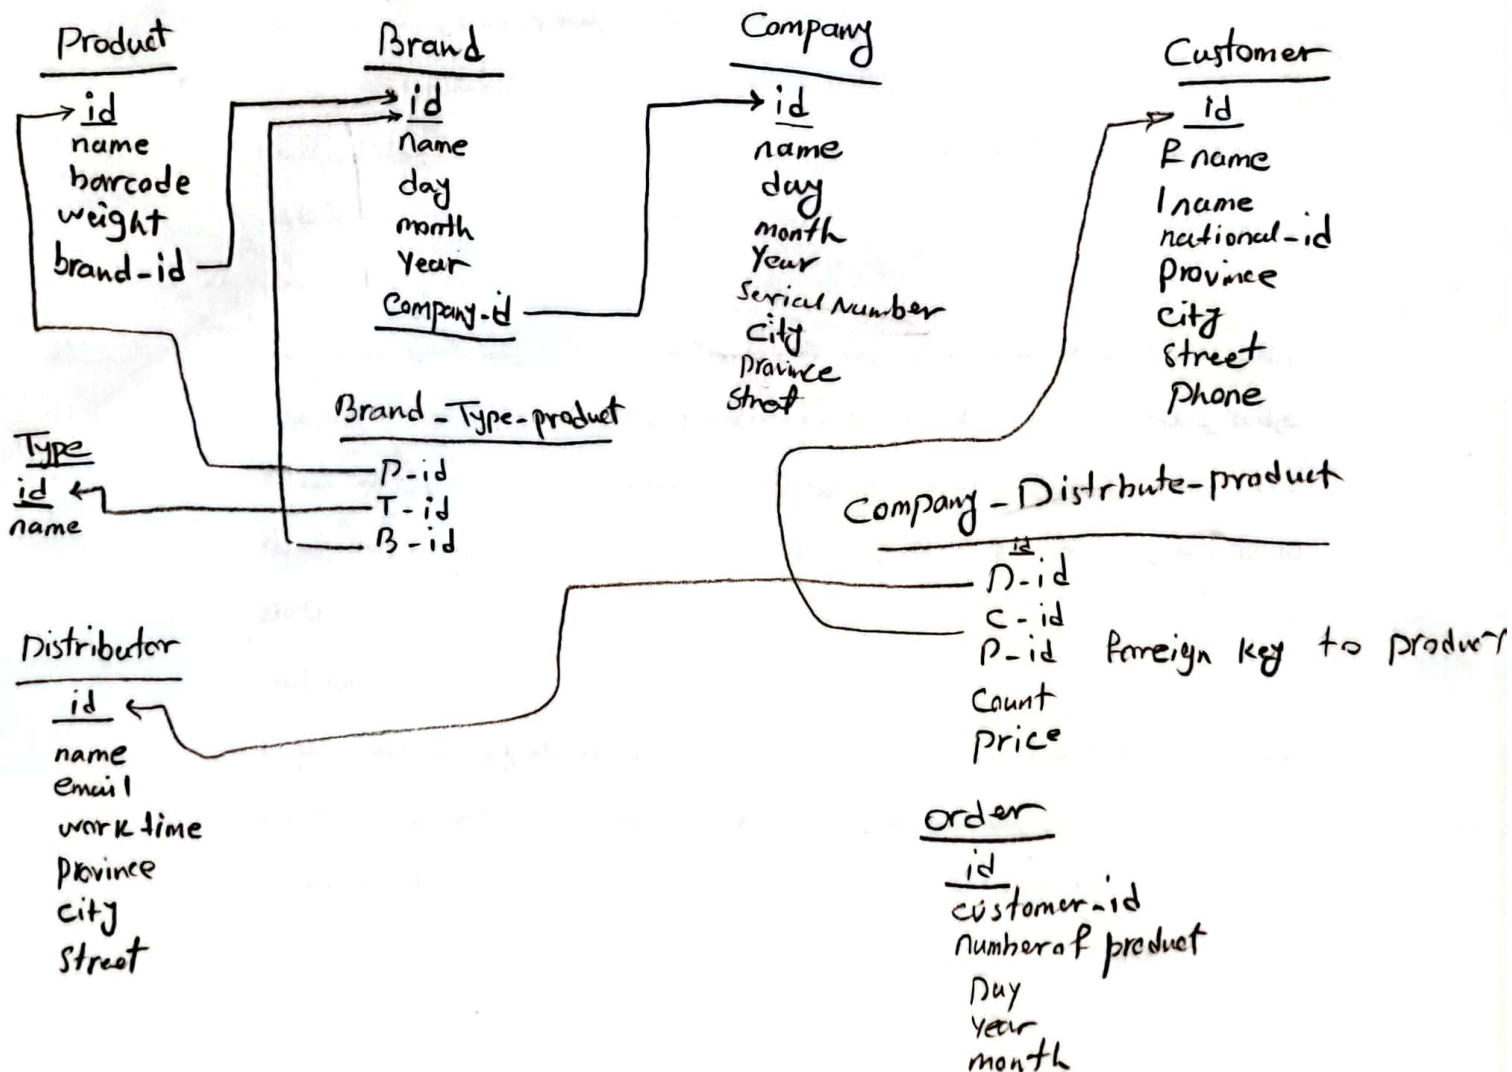 Product
id
name
barcode
weight
brand-id
Brand
id
name
day
month
Year
Company-id
Company
id
name
day
month
Year
Serial Number
City
province
Street
Customer
id
F name
l name
national-id
Province
City
Street
Phone
Brand-Type-product
P-id
T-id
B-id
Type
id
name
Company-Distrbute-product
id
D-id
C-id
P-id Foreign key to product
Count
Price
Distributor
id
name
email
work time
Province
City
Street
order
id
customer-id
number of product
Day
Year
month